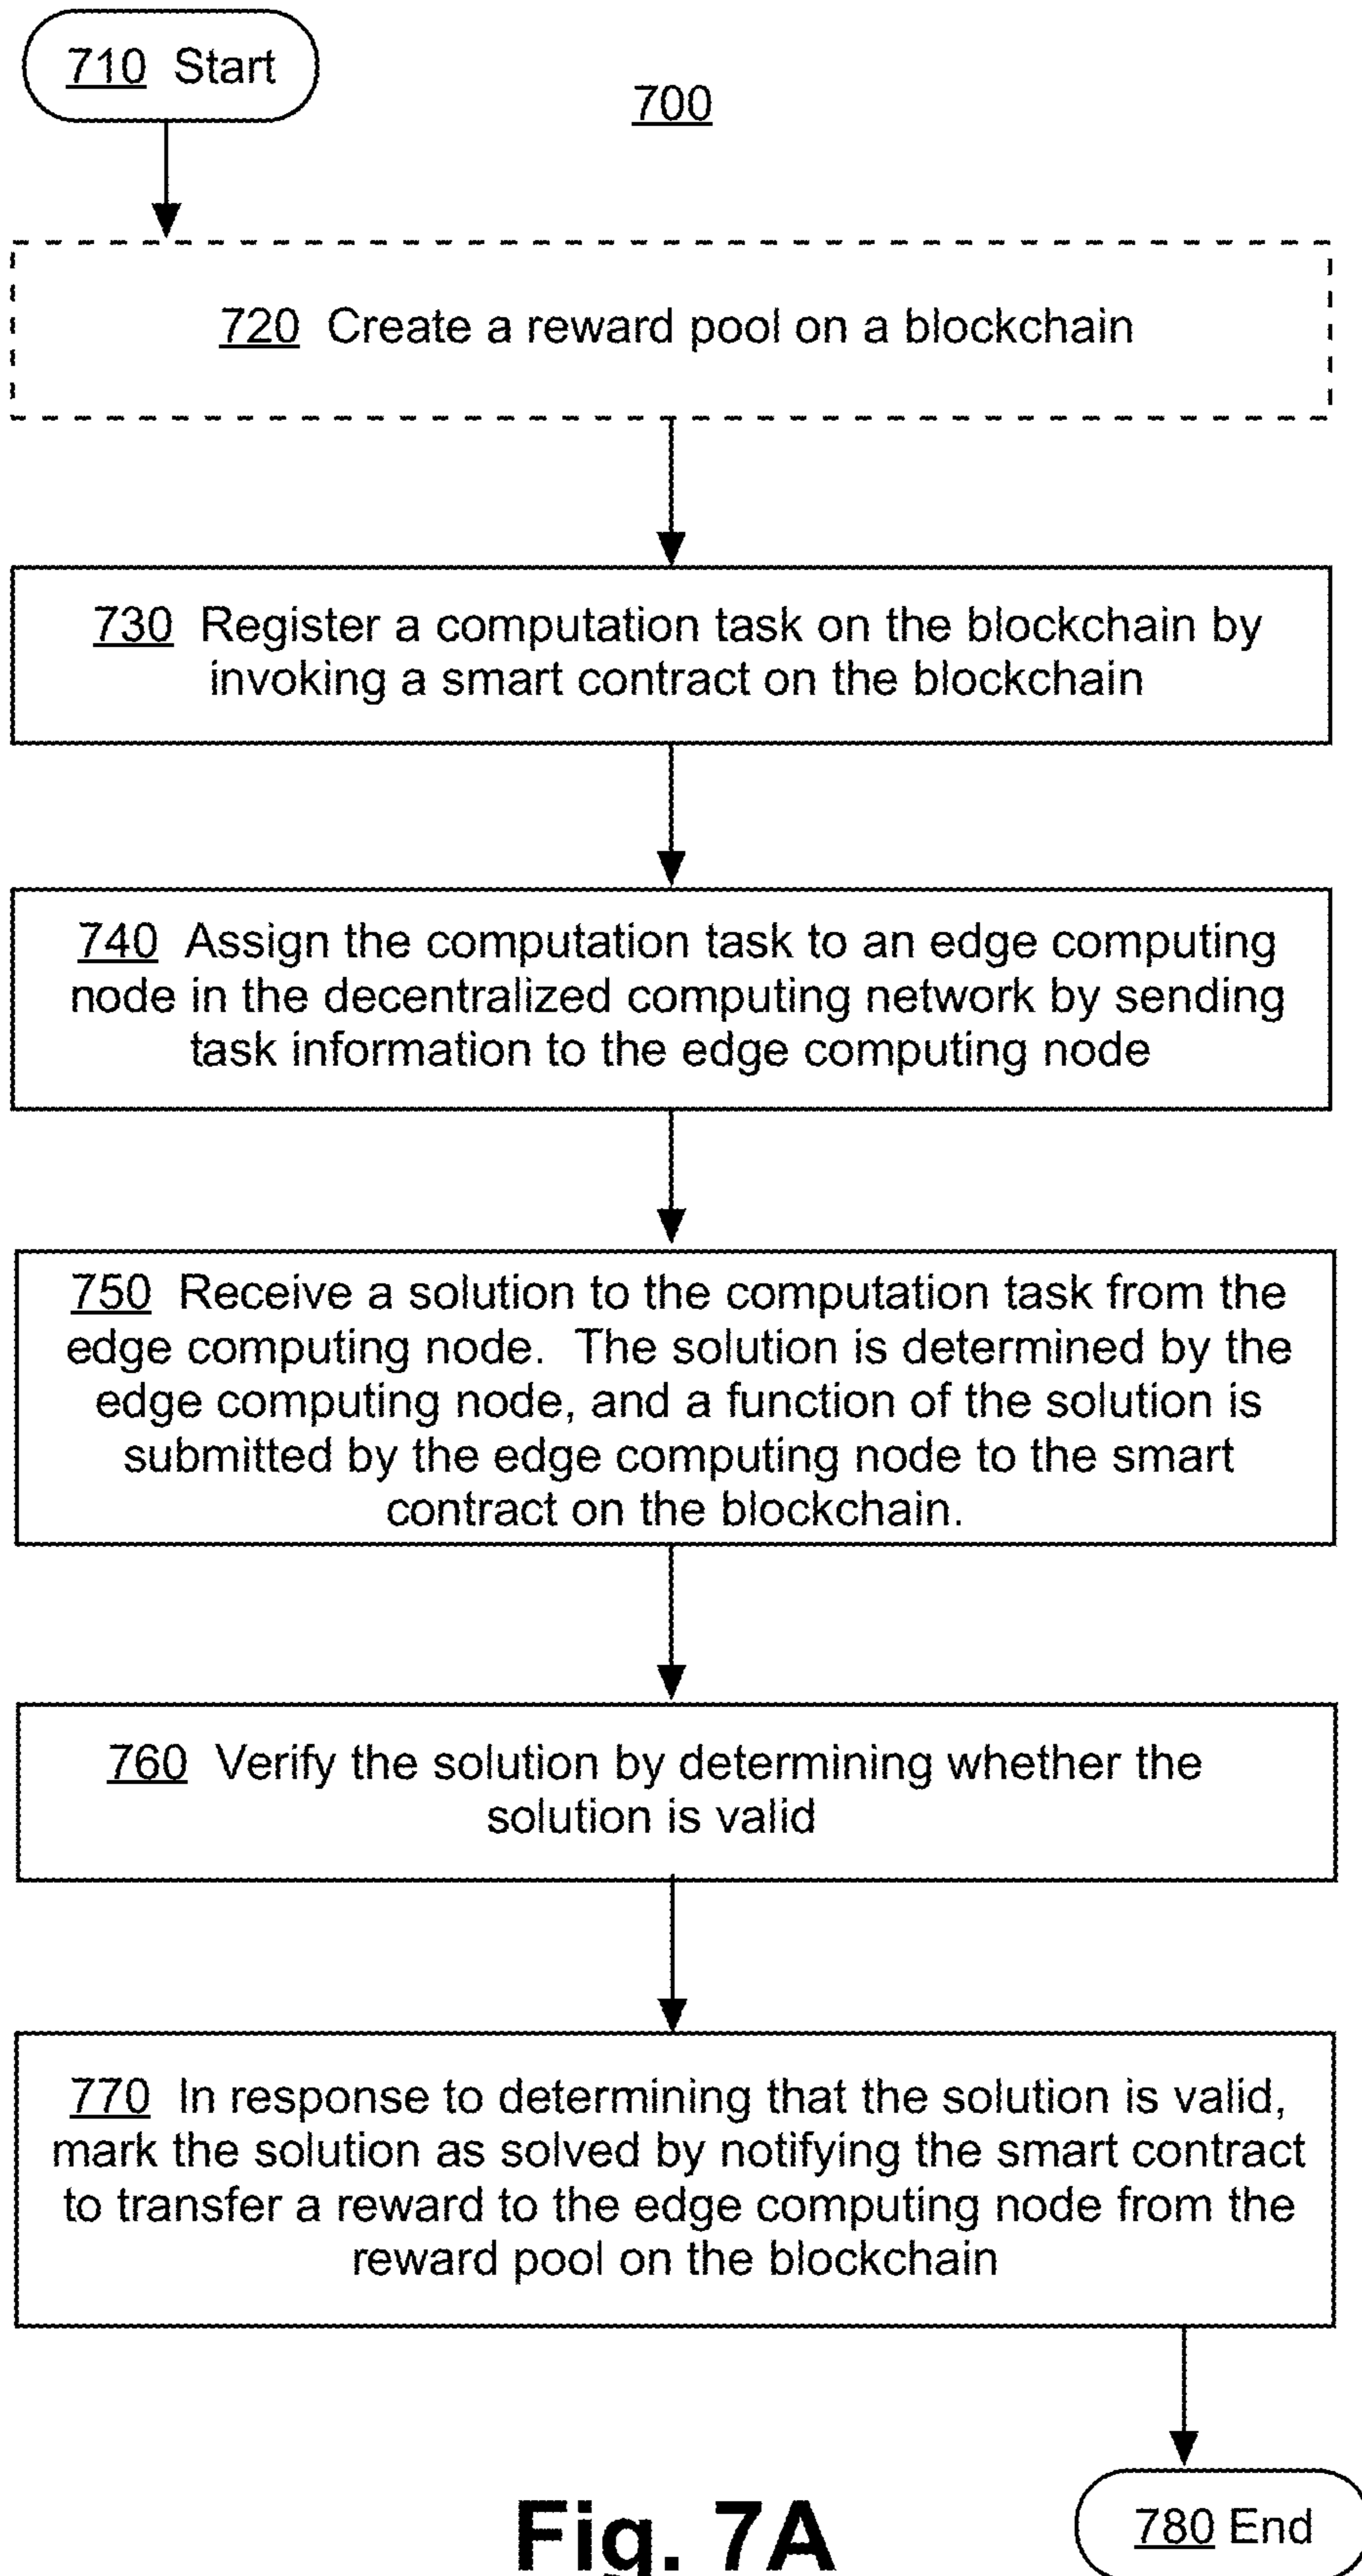 710 Start
700
720 Create a reward pool on a blockchain
730 Register a computation task on the blockchain by
invoking a smart contract on the blockchain
740 Assign the computation task to an edge computing
node in the decentralized computing network by sending
task information to the edge computing node
750 Receive a solution to the computation task from the
edge computing node. The solution is determined by the
edge computing node, and a function of the solution is
submitted by the edge computing node to the smart
contract on the blockchain.
760 Verify the solution by determining whether the
solution is valid
770 In response to determining that the solution is valid,
mark the solution as solved by notifying the smart contract
to transfer a reward to the edge computing node from the
reward pool on the blockchain
780 End
Fig. 7A